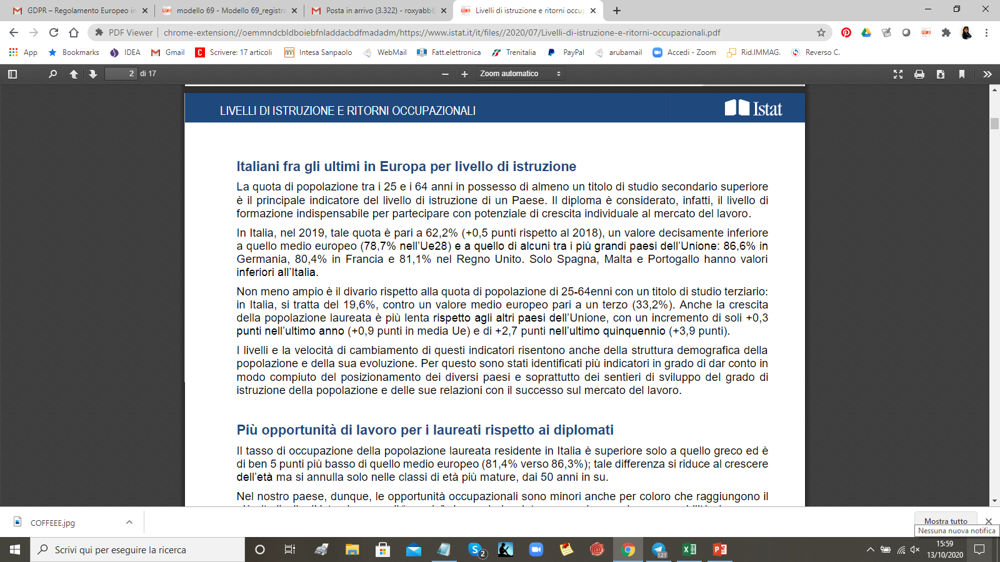 GDPR – Regolamento Europeo in
modello 69 - Modello 69_registra
Posta in arrivo (3.322) - roxyabb@
Livelli di istruzione e ritorni occup
PDF Viewer
chrome-extension://oemmndcbldboiebfnladdacbdfmadadm/https://www.istat.it/it/files//2020/07/Livelli-di-istruzione-e-ritorni-occupazionali.pdf
App
Bookmarks
IDEA
Gmail
Scrivere: 17 articoli
Intesa Sanpaolo
WebMail
Fatt.elettronica
Trenitalia
PayPal
arubamail
Accedi - Zoom
Rid.IMMAG.
Reverso C.
2 di 17
Zoom automatico
LIVELLI DI ISTRUZIONE E RITORNI OCCUPAZIONALI
Istat
Italiani fra gli ultimi in Europa per livello di istruzione
La quota di popolazione tra i 25 e i 64 anni in possesso di almeno un titolo di studio secondario superiore
è il principale indicatore del livello di istruzione di un Paese. Il diploma è considerato, infatti, il livello di
formazione indispensabile per partecipare con potenziale di crescita individuale al mercato del lavoro.
In Italia, nel 2019, tale quota è pari a 62,2% (+0,5 punti rispetto al 2018), un valore decisamente inferiore
a quello medio europeo (78,7% nell'Ue28) e a quello di alcuni tra i più grandi paesi dell'Unione: 86,6% in
Germania, 80,4% in Francia e 81,1% nel Regno Unito. Solo Spagna, Malta e Portogallo hanno valori
inferiori all'Italia.
Non meno ampio è il divario rispetto alla quota di popolazione di 25-64enni con un titolo di studio terziario:
in Italia, si tratta del 19,6%, contro un valore medio europeo pari a un terzo (33,2%). Anche la crescita
della popolazione laureata è più lenta rispetto agli altri paesi dell'Unione, con un incremento di soli +0,3
punti nell'ultimo anno (+0,9 punti in media Ue) e di +2,7 punti nell'ultimo quinquennio (+3,9 punti).
I livelli e la velocità di cambiamento di questi indicatori risentono anche della struttura demografica della
popolazione e della sua evoluzione. Per questo sono stati identificati più indicatori in grado di dar conto in
modo compiuto del posizionamento dei diversi paesi e soprattutto dei sentieri di sviluppo del grado di
istruzione della popolazione e delle sue relazioni con il successo sul mercato del lavoro.
Più opportunità di lavoro per i laureati rispetto ai diplomati
Il tasso di occupazione della popolazione laureata residente in Italia è superiore solo a quello greco ed è
di ben 5 punti più basso di quello medio europeo (81,4% verso 86,3%); tale differenza si riduce al crescere
dell'età ma si annulla solo nelle classi di età più mature, dai 50 anni in su.
Nel nostro paese, dunque, le opportunità occupazionali sono minori anche per coloro che raggiungono il
COFFEEE.jpg
Mostra tutto
Nessuna nuova notifica
Scrivi qui per eseguire la ricerca
2
121
15:59
13/10/2020